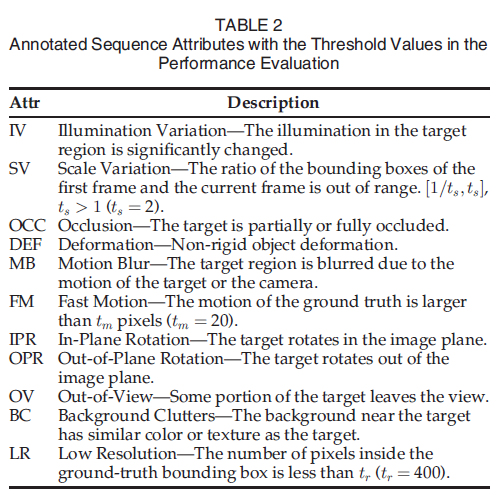 TABLE 2
Annotated Sequence Attributes with the Threshold Values in the
Performance Evaluation
Attr Description
IV Illumination Variation—The illumination in the target
region is significantly changed.
SV Scale Variation—The ratio of the bounding boxes of the
first frame and the current frame is out of range. [1/tₛ, tₛ],
tₛ > 1 (tₛ = 2).
OCC Occlusion—The target is partially or fully occluded.
DEF Deformation—Non-rigid object deformation.
MB Motion Blur—The target region is blurred due to the
motion of the target or the camera.
FM Fast Motion—The motion of the ground truth is larger
than tₘ pixels (tₘ = 20).
IPR In-Plane Rotation—The target rotates in the image plane.
OPR Out-of-Plane Rotation—The target rotates out of the
image plane.
OV Out-of-View—Some portion of the target leaves the view.
BC Background Clutters—The background near the target
has similar color or texture as the target.
LR Low Resolution—The number of pixels inside the
ground-truth bounding box is less than tᵣ (tᵣ = 400).